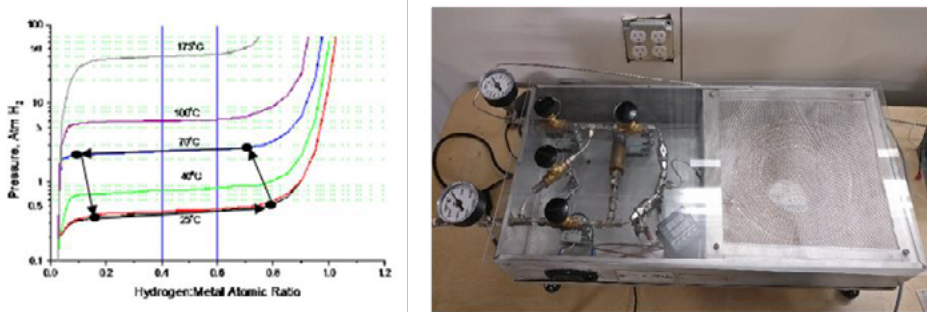 100
50
10
5
1
0.5
0.1
Pressure, Atm H₂
175°C
100°C
70°C
40°C
25°C
0.0 0.2 0.4 0.6 0.8 1.0 1.2
Hydrogen:Metal Atomic Ratio